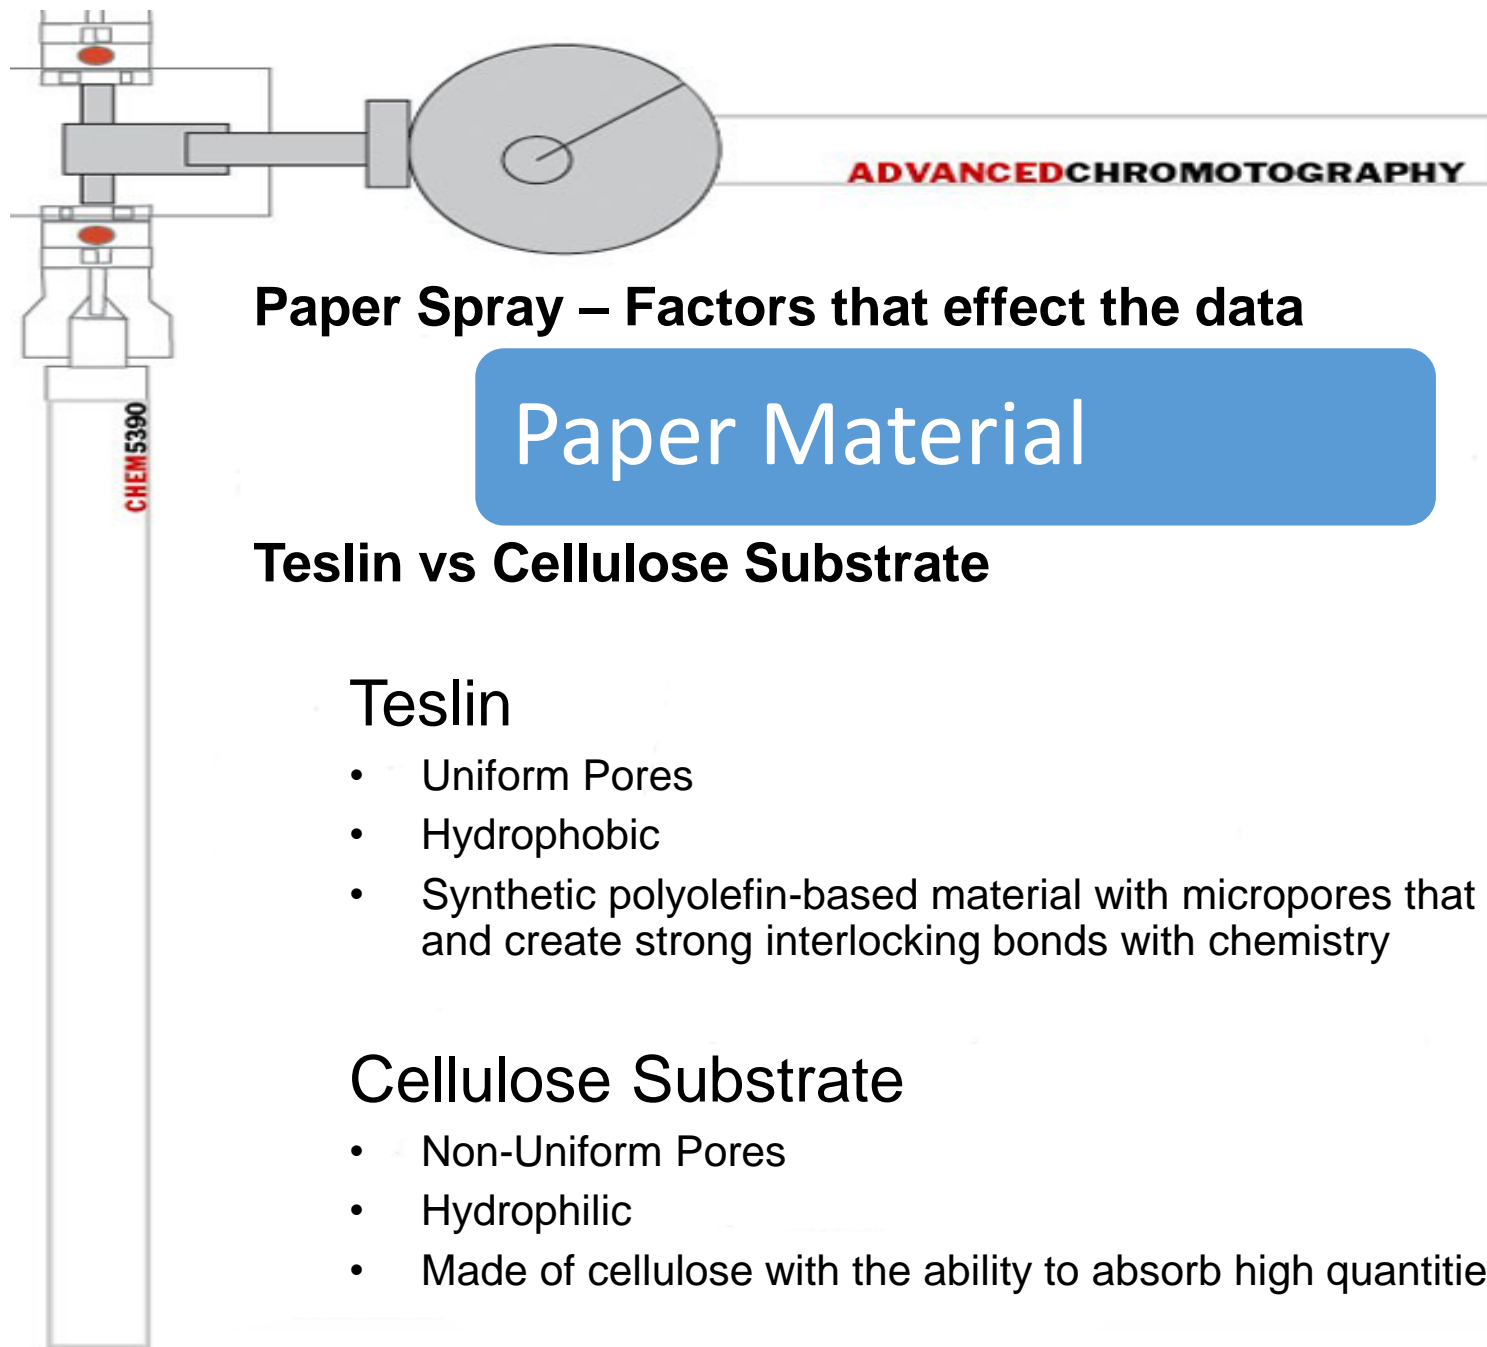 ADVANCEDCHROMOTOGRAPHY
Paper Spray – Factors that effect the data
Paper Material
CHEM5390
Teslin vs Cellulose Substrate
Teslin
• Uniform Pores
• Hydrophobic
• Synthetic polyolefin-based material with micropores that
and create strong interlocking bonds with chemistry
Cellulose Substrate
• Non-Uniform Pores
• Hydrophilic
• Made of cellulose with the ability to absorb high quantitie